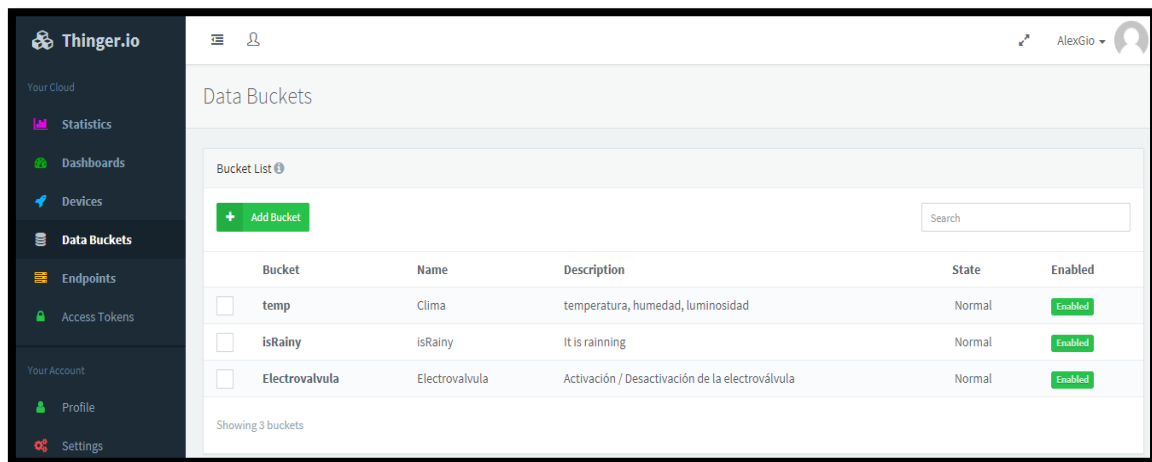 Thinger.io
AlexGio
Your Cloud
Statistics
Dashboards
Devices
Data Buckets
Endpoints
Access Tokens
Your Account
Profile
Settings
Data Buckets
Bucket List
+ Add Bucket
Search
Bucket Name Description State Enabled
temp Clima temperatura, humedad, luminosidad Normal Enabled
isRainy isRainy It is rainning Normal Enabled
Electrovalvula Electrovalvula Activación / Desactivación de la electroválvula Normal Enabled
Showing 3 buckets